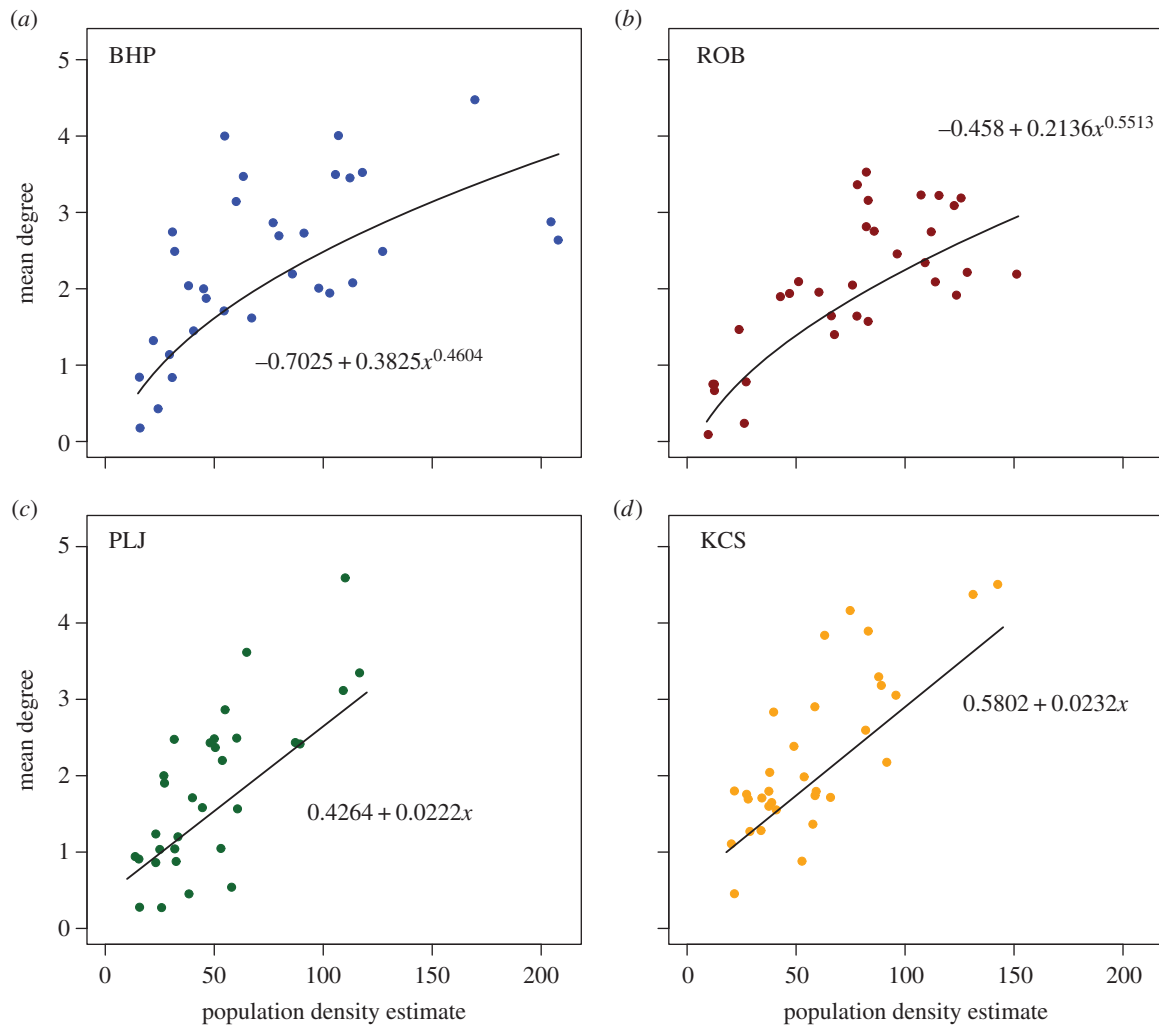 (a)
BHP
5
4
3
2
1
0
mean degree
−0.7025 + 0.3825x^0.4604
(b)
ROB
−0.458 + 0.2136x^0.5513
0
50
100
150
200
(c)
PLJ
5
4
3
2
1
0
mean degree
0.4264 + 0.0222x
0
50
100
150
200
population density estimate
(d)
KCS
0.5802 + 0.0232x
population density estimate